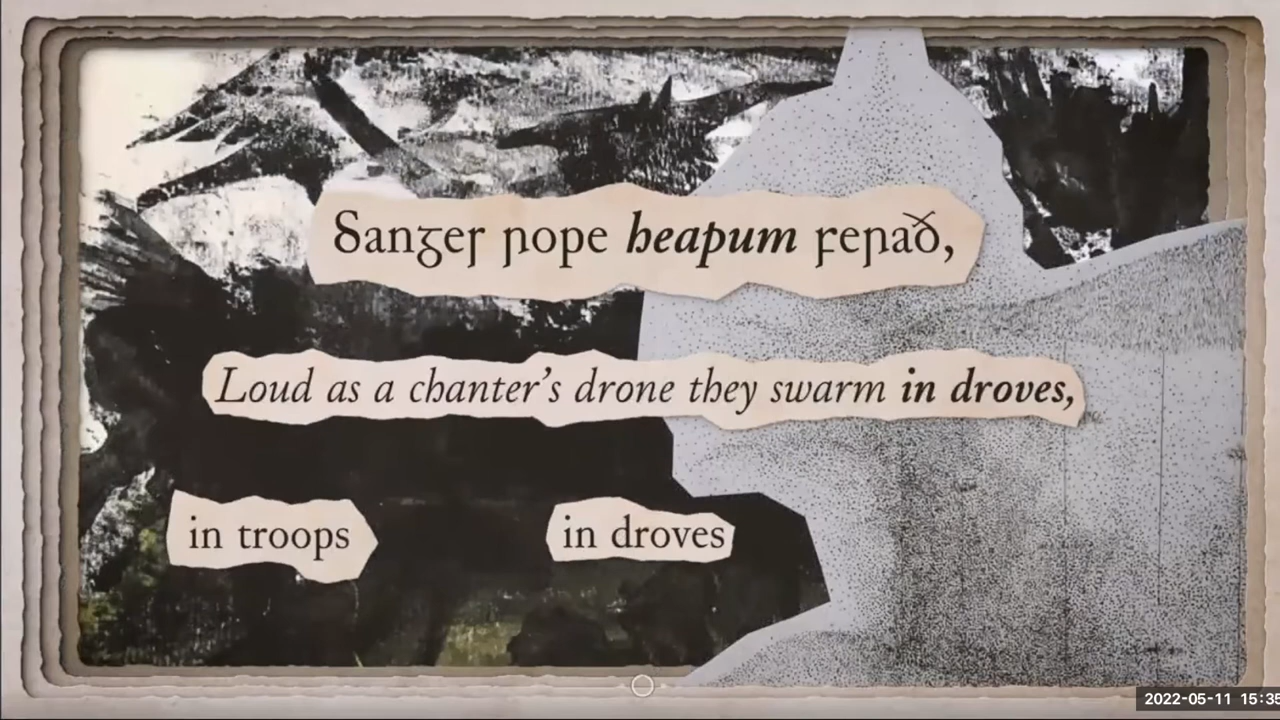 Sanᵹeꞅ ꞃope heapum ꝼeꞃað,
Loud as a chanter’s drone they swarm in droves,
in troops in droves
2022-05-11 15:35